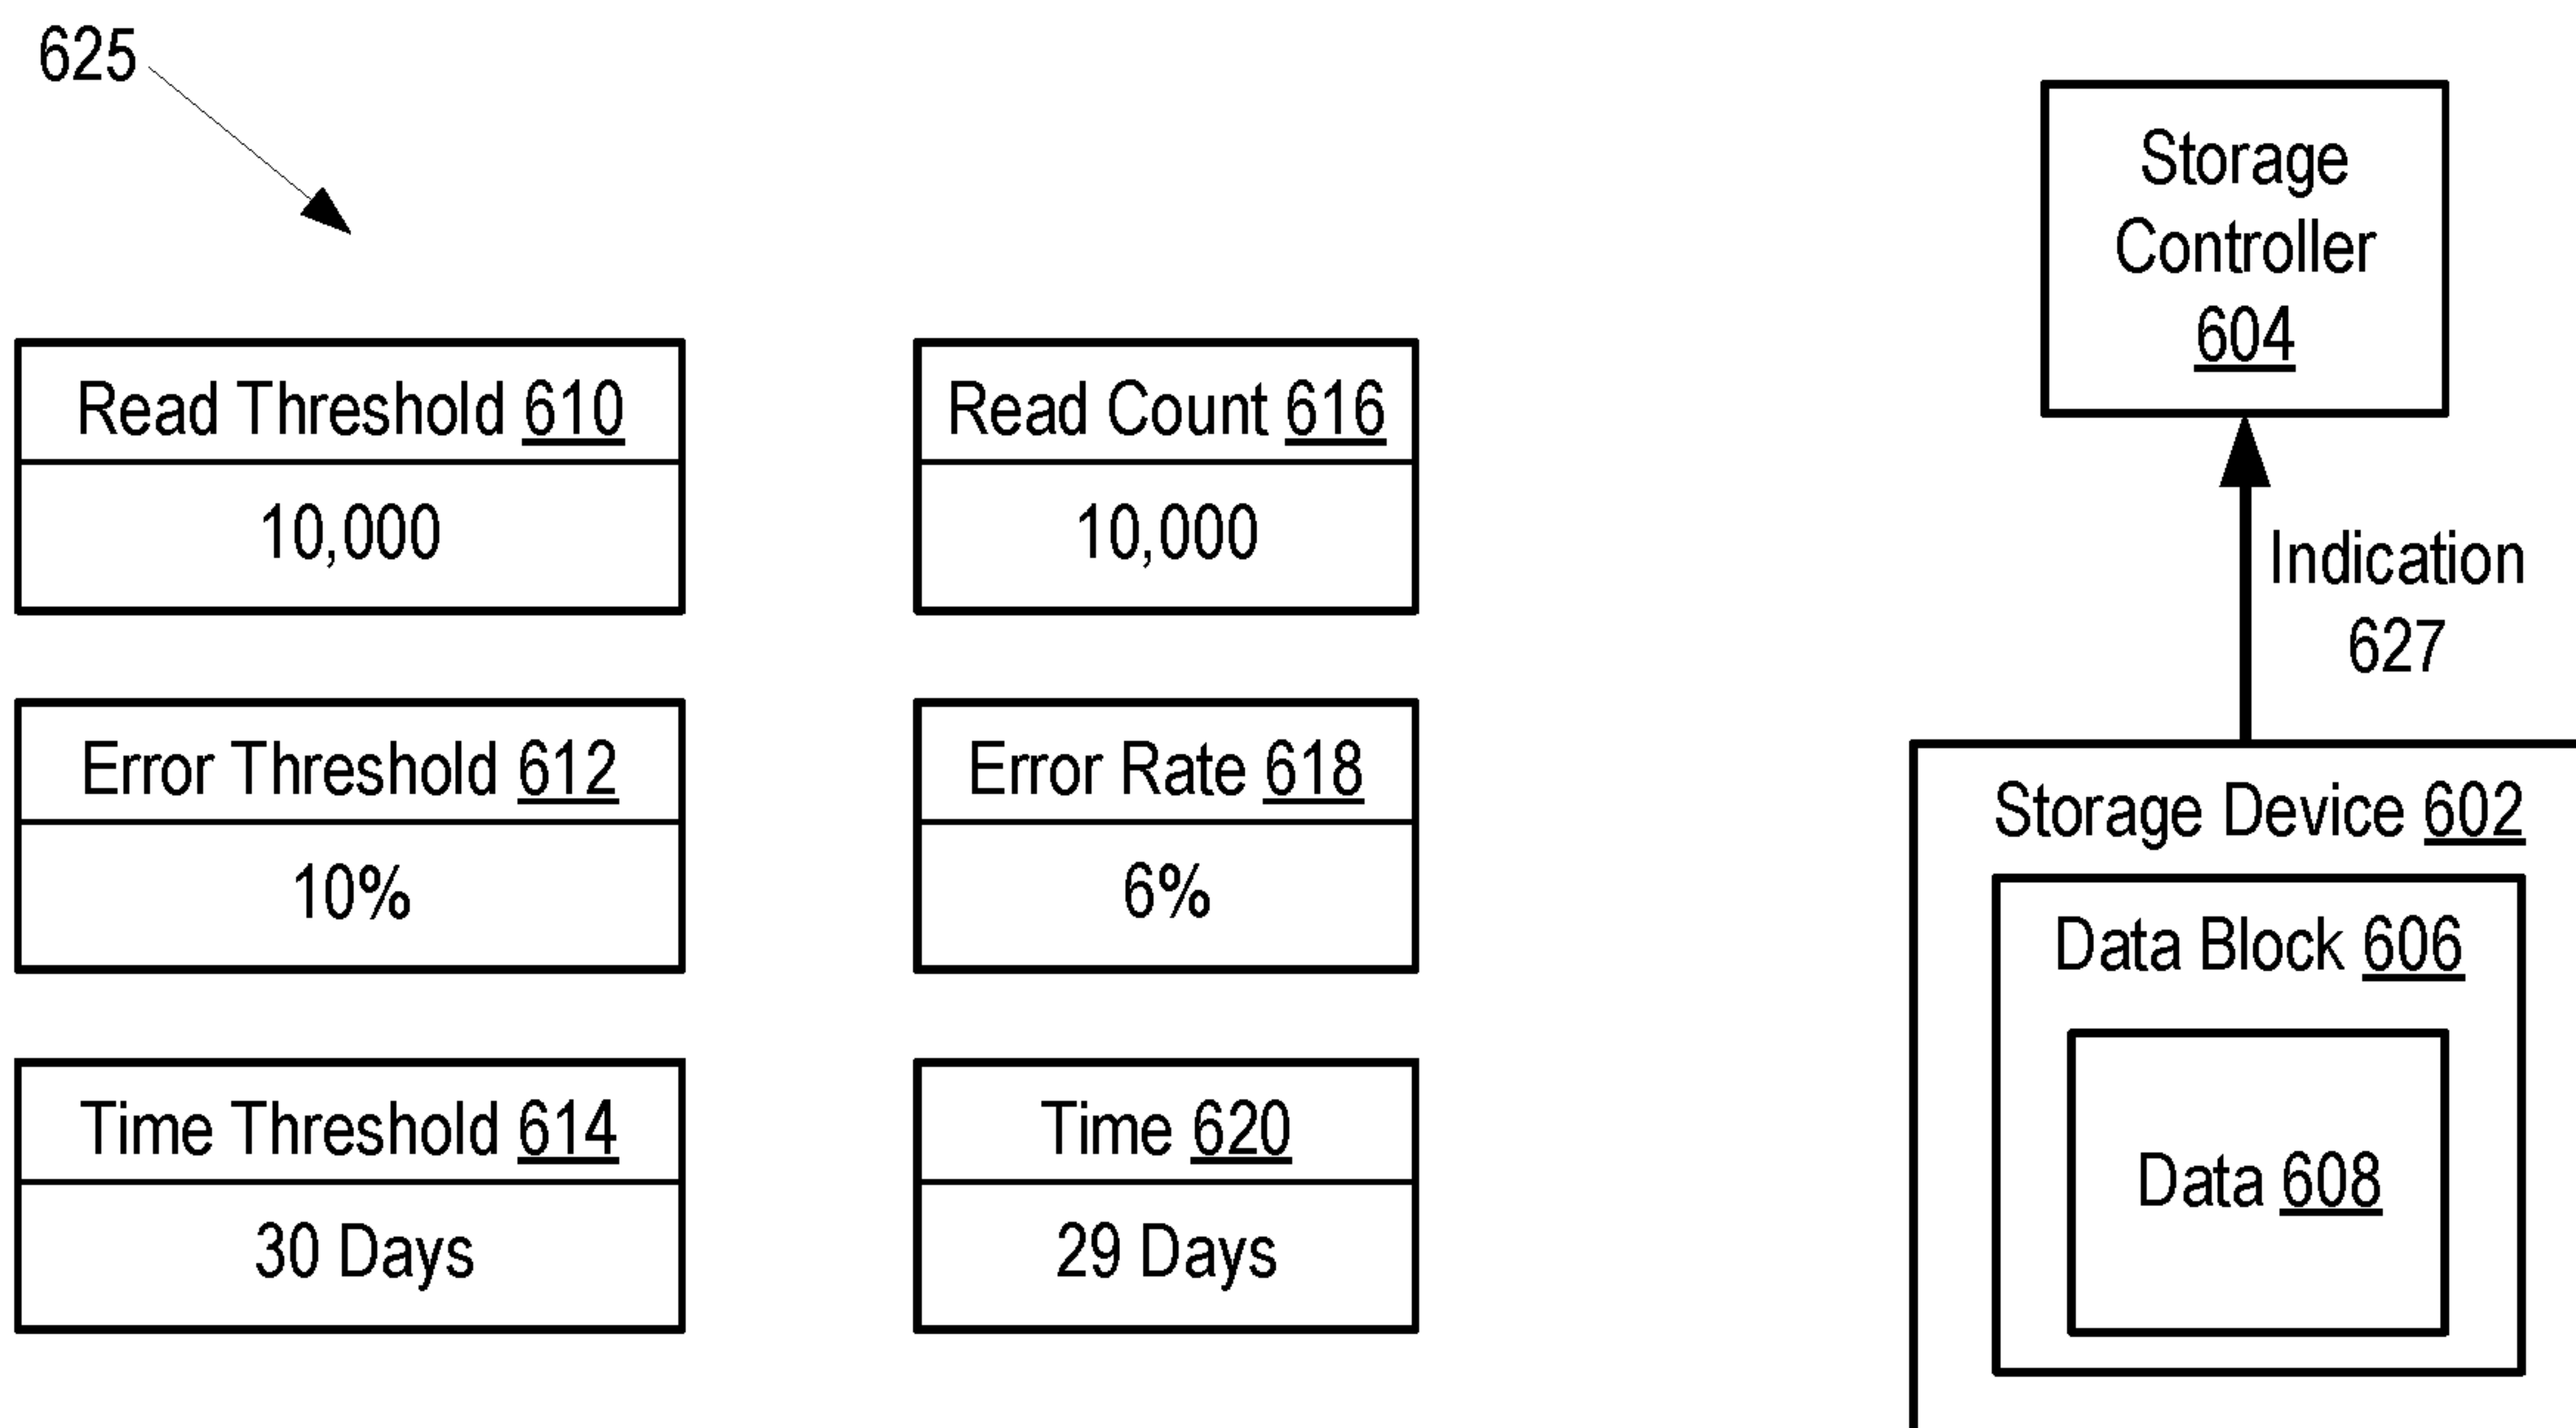 625
Read Threshold 610
10,000
Read Count 616
10,000
Error Threshold 612
10%
Error Rate 618
6%
Time Threshold 614
30 Days
Time 620
29 Days
Storage
Controller
604
Indication
627
Storage Device 602
Data Block 606
Data 608